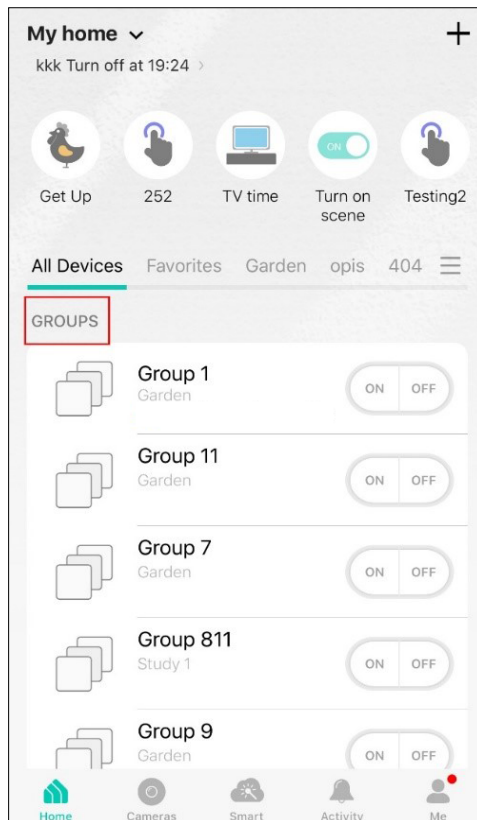 My home
kkk Turn off at 19:24
ON
Get Up 252 TV time Turn on scene Testing2
All Devices Favorites Garden opis 404
GROUPS
Group 1
Garden
ON OFF
Group 11
Garden
ON OFF
Group 7
Garden
ON OFF
Group 811
Study 1
ON OFF
Group 9
Garden
ON OFF
Home Cameras Smart Activity Me